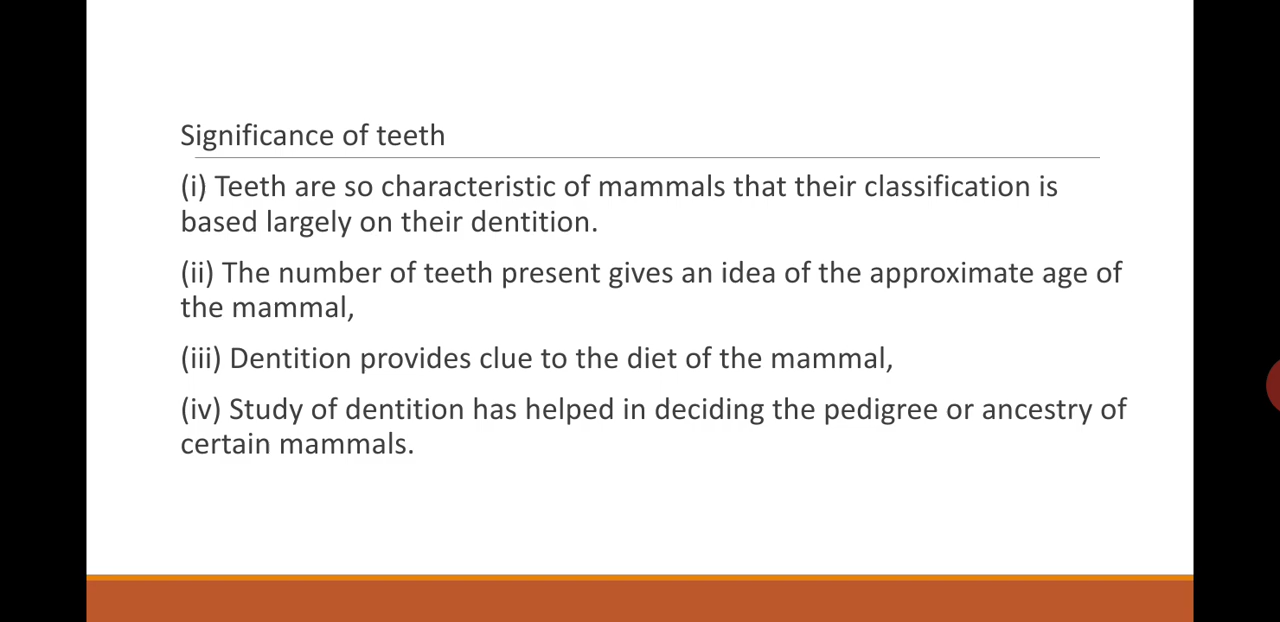 Significance of teeth
(i) Teeth are so characteristic of mammals that their classification is
based largely on their dentition.
(ii) The number of teeth present gives an idea of the approximate age of
the mammal,
(iii) Dentition provides clue to the diet of the mammal,
(iv) Study of dentition has helped in deciding the pedigree or ancestry of
certain mammals.